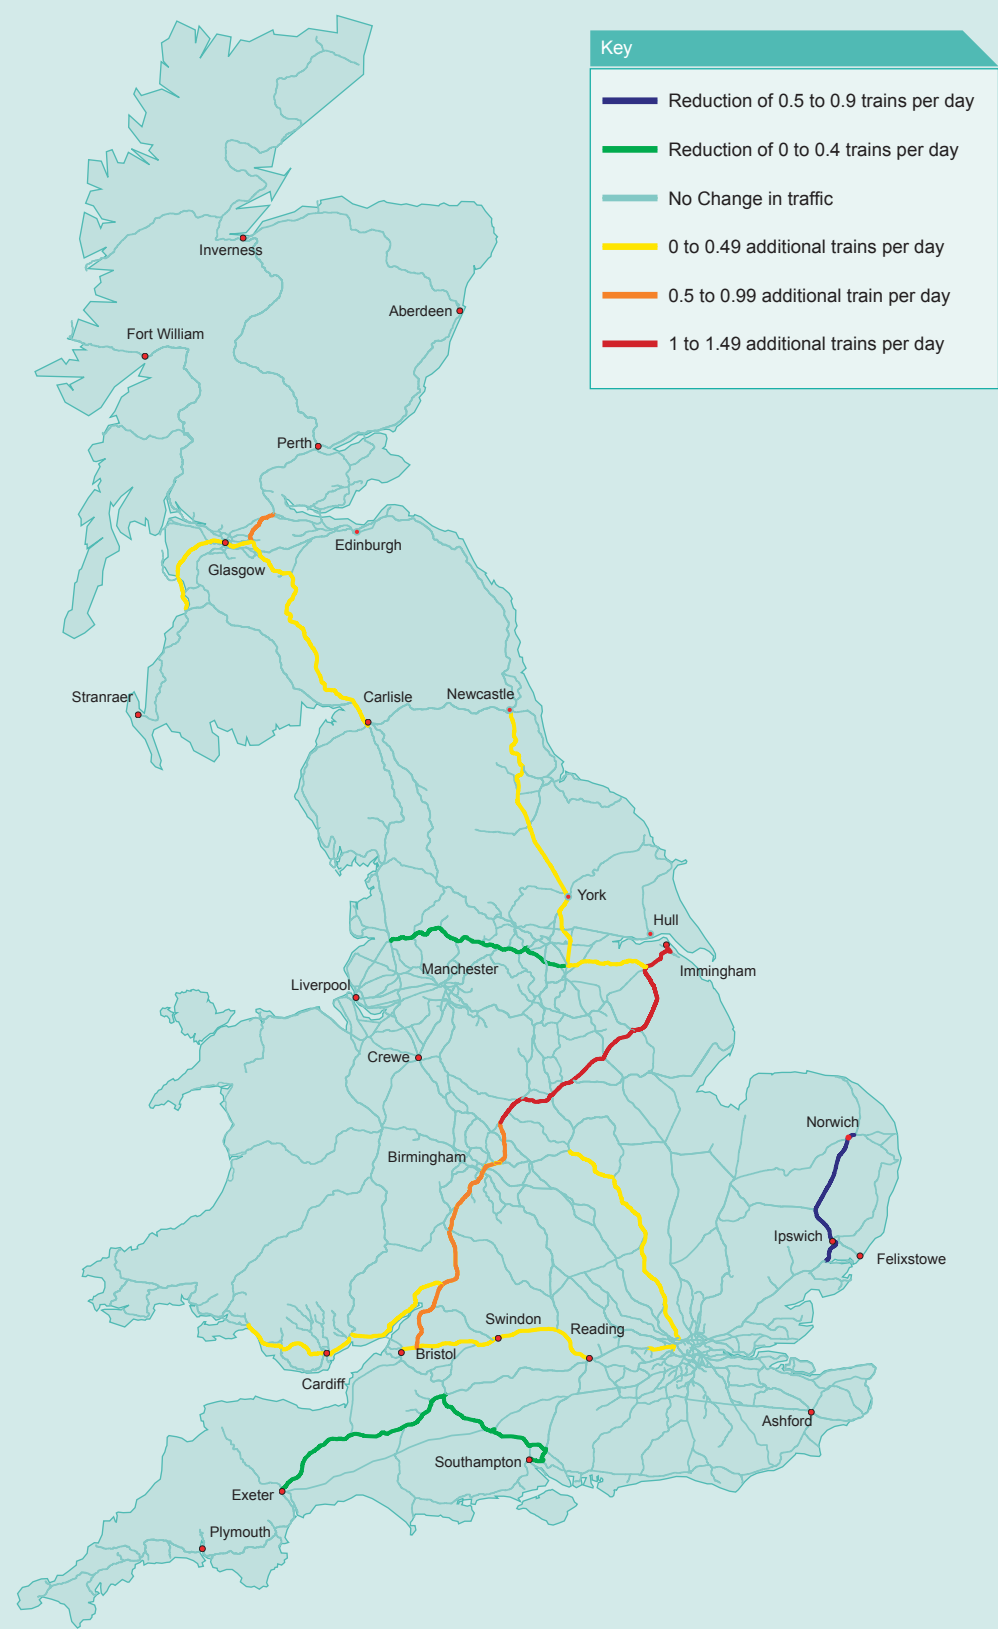 Key
Reduction of 0.5 to 0.9 trains per day
Reduction of 0 to 0.4 trains per day
No Change in traffic
0 to 0.49 additional trains per day
0.5 to 0.99 additional train per day
1 to 1.49 additional trains per day
Inverness
Aberdeen
Fort William
Perth
Edinburgh
Glasgow
Stranraer
Carlisle
Newcastle
York
Hull
Manchester
Immingham
Liverpool
Crewe
Norwich
Birmingham
Ipswich
Felixstowe
Swindon
Reading
Bristol
Cardiff
Ashford
Southampton
Exeter
Plymouth